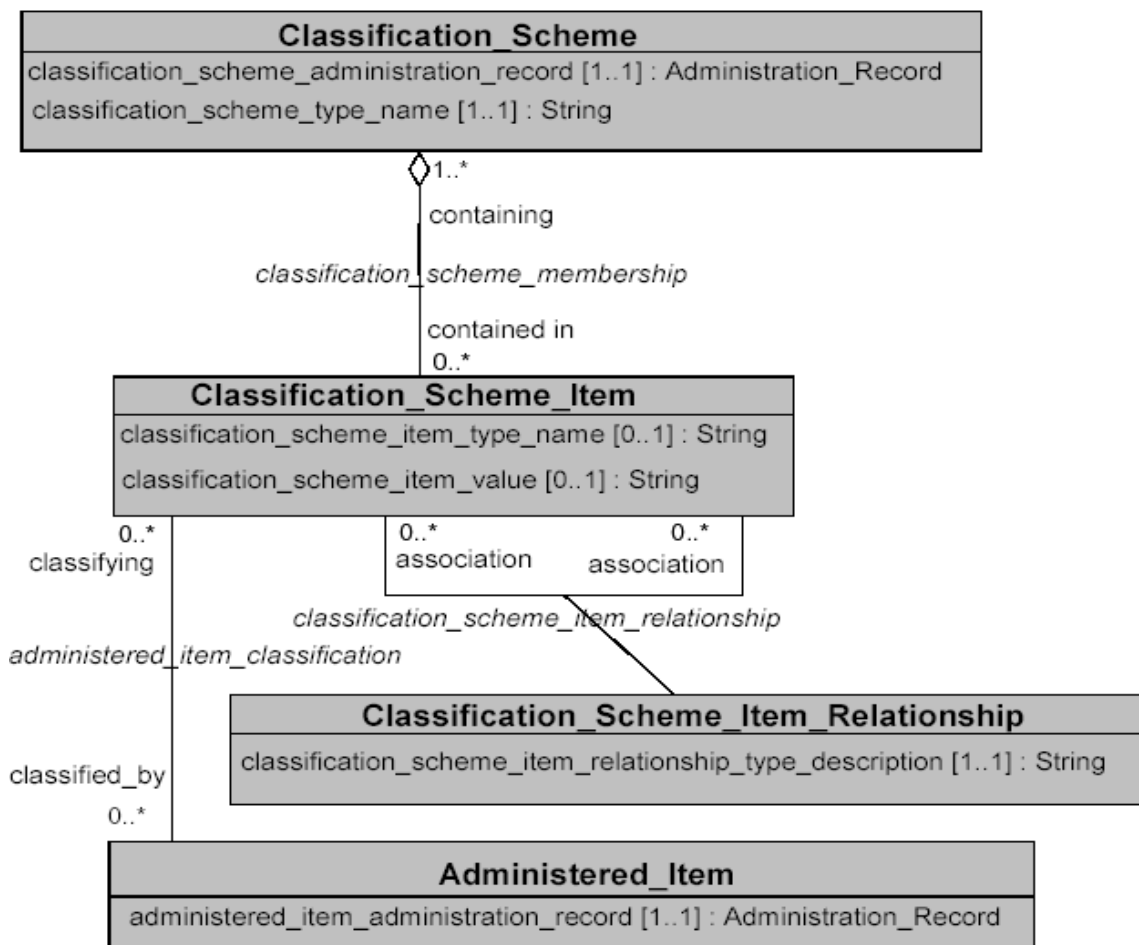 Classification_Scheme
classification_scheme_administration_record [1..1] : Administration_Record
classification_scheme_type_name [1..1] : String
1..*
containing
classification_scheme_membership
contained in
0..*
Classification_Scheme_Item
classification_scheme_item_type_name [0..1] : String
classification_scheme_item_value [0..1] : String
0..* 0..* 0..*
classifying association association
classification_scheme_item_relationship
administered_item_classification
Classification_Scheme_Item_Relationship
classification_scheme_item_relationship_type_description [1..1] : String
classified_by
0..*
Administered_Item
administered_item_administration_record [1..1] : Administration_Record